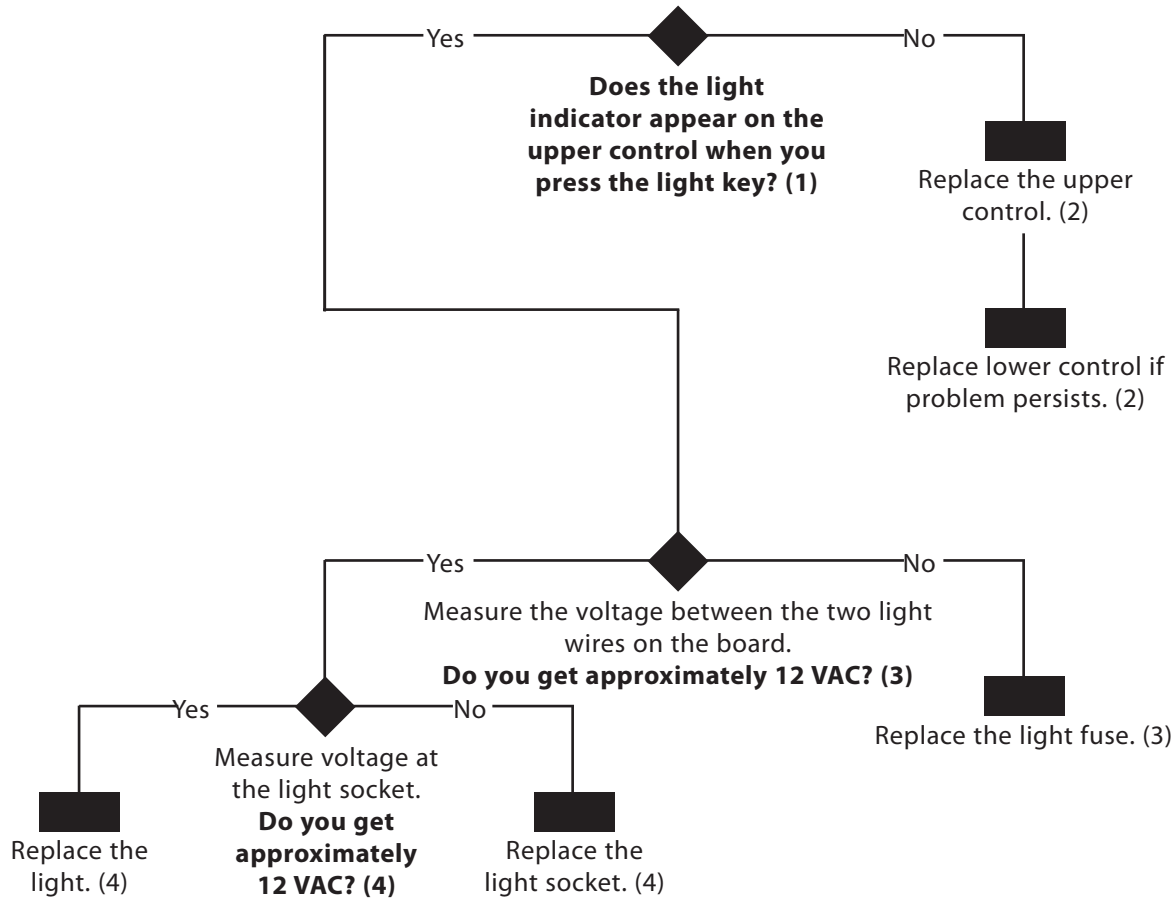 Yes
No
Does the light
indicator appear on the
upper control when you
press the light key? (1)
Replace the upper
control. (2)
Replace lower control if
problem persists. (2)
Yes
No
Measure the voltage between the two light
wires on the board.
Do you get approximately 12 VAC? (3)
Replace the light fuse. (3)
Yes
No
Measure voltage at
the light socket.
Do you get
approximately
12 VAC? (4)
Replace the
light. (4)
Replace the
light socket. (4)